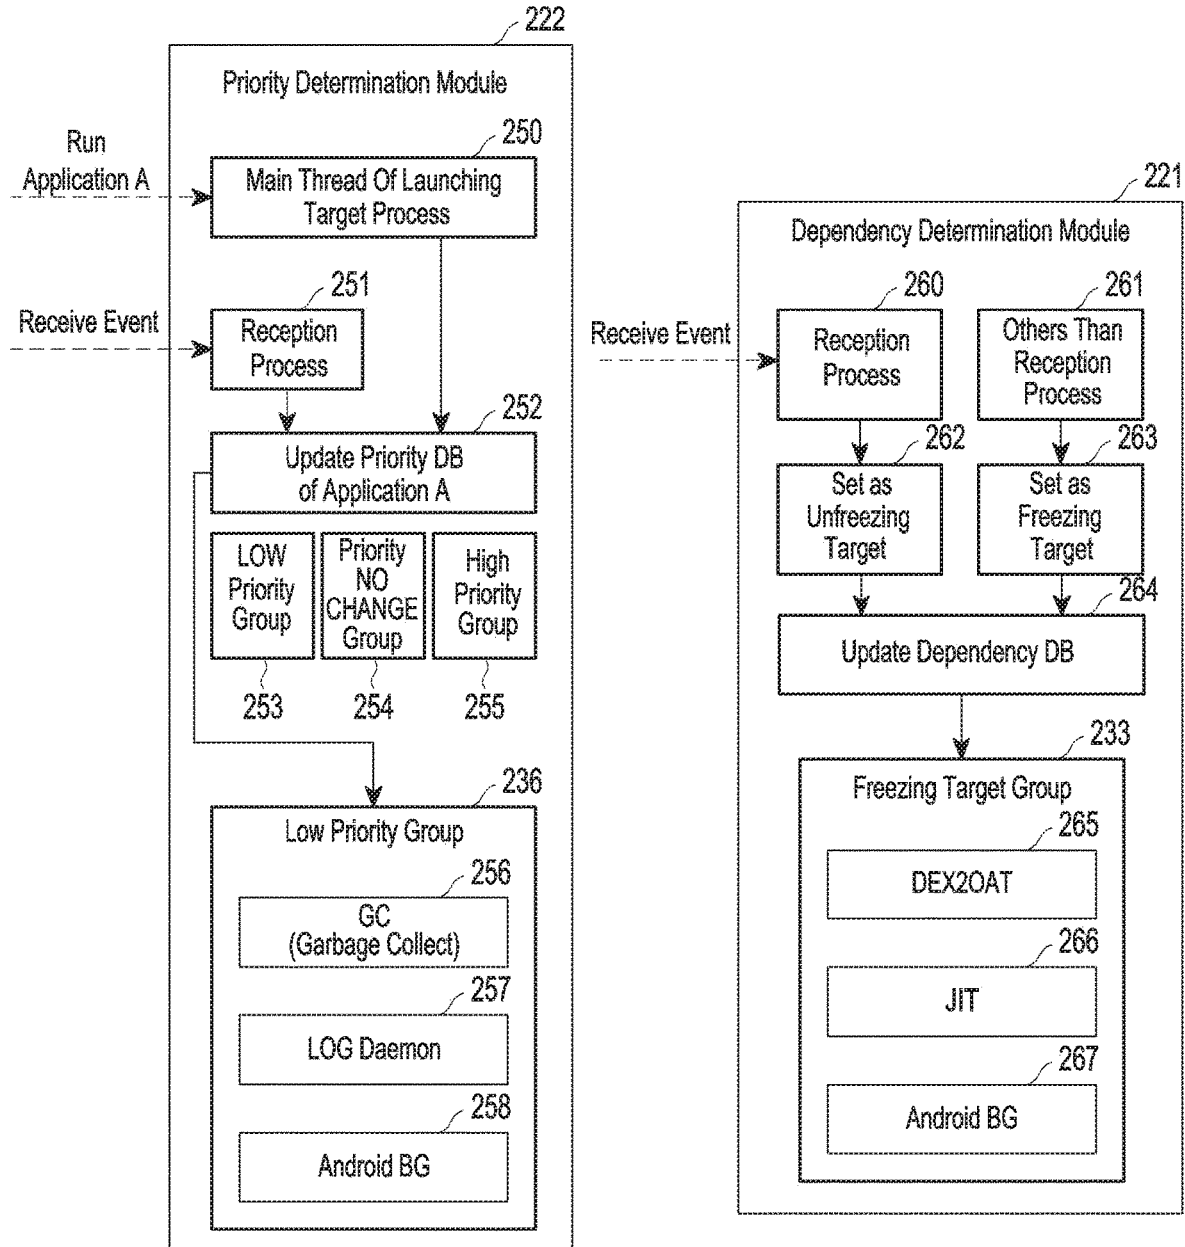 222
Priority Determination Module
Run
Application A
250
Main Thread Of Launching
Target Process
Receive Event
251
Reception
Process
252
Update Priority DB
of Application A
LOW
Priority
Group
Priority
NO
CHANGE
Group
High
Priority
Group
253
254
255
236
Low Priority Group
256
GC
(Garbage Collect)
257
LOG Daemon
258
Android BG
221
Dependency Determination Module
Receive Event
260
Reception
Process
261
Others Than
Reception
Process
262
Set as
Unfreezing
Target
263
Set as
Freezing
Target
264
Update Dependency DB
233
Freezing Target Group
265
DEX2OAT
266
JIT
267
Android BG